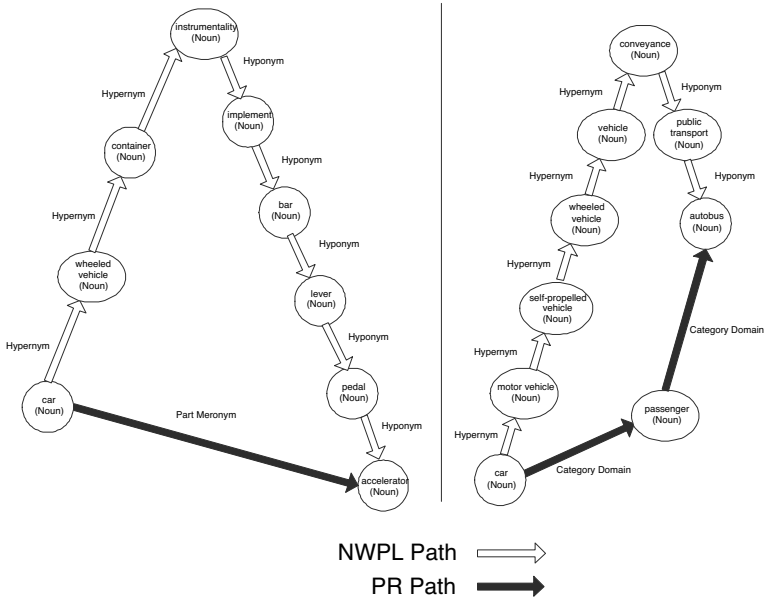 instrumentality
(Noun)
Hypernym
Hyponym
implement
(Noun)
container
(Noun)
Hyponym
Hypernym
bar
(Noun)
Hyponym
wheeled
vehicle
(Noun)
lever
(Noun)
Hypernym
Hyponym
pedal
(Noun)
car
(Noun)
Part Meronym
Hyponym
accelerator
(Noun)
conveyance
(Noun)
Hypernym
Hyponym
vehicle
(Noun)
public
transport
(Noun)
Hypernym
Hyponym
wheeled
vehicle
(Noun)
autobus
(Noun)
Hypernym
self-propelled
vehicle
(Noun)
Category Domain
Hypernym
motor vehicle
(Noun)
passenger
(Noun)
Hypernym
car
(Noun)
Category Domain
NWPL Path
PR Path